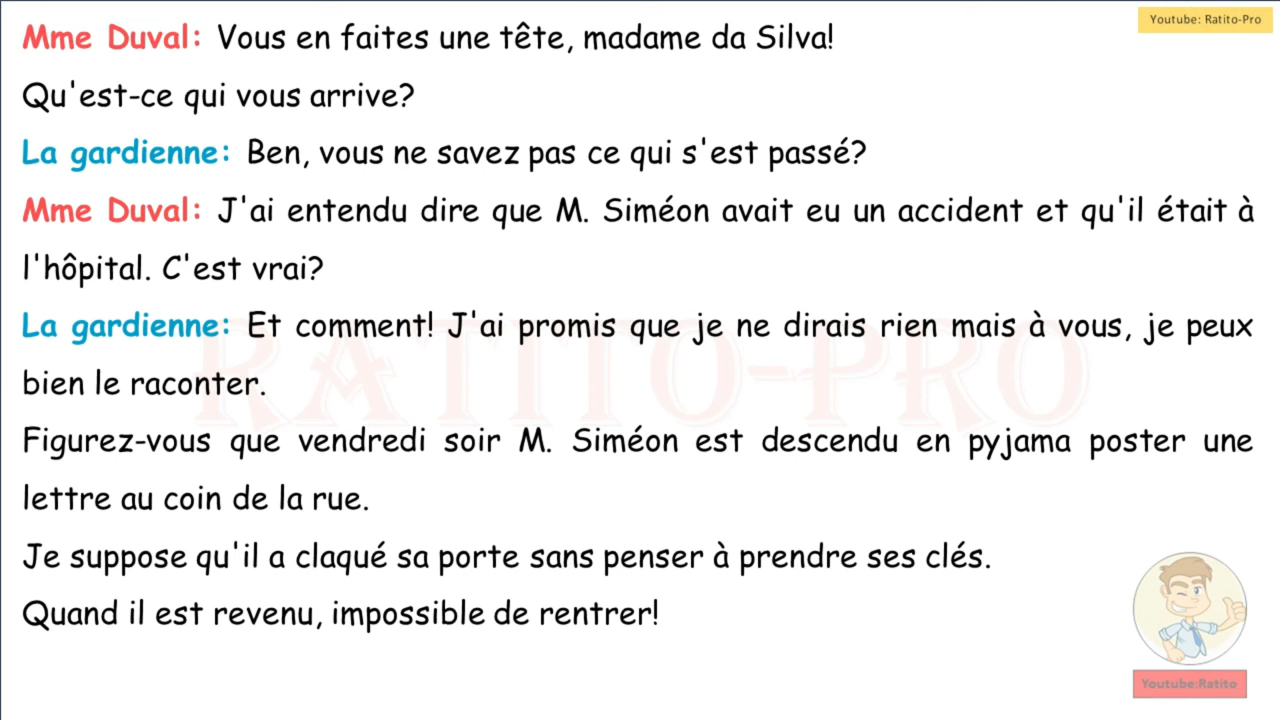 Youtube: Ratito-Pro
Mme Duval: Vous en faites une tête, madame da Silva!
Qu'est-ce qui vous arrive?
La gardienne: Ben, vous ne savez pas ce qui s'est passé?
Mme Duval: J'ai entendu dire que M. Siméon avait eu un accident et qu'il était à
l'hôpital. C'est vrai?
La gardienne: Et comment! J'ai promis que je ne dirais rien mais à vous, je peux
bien le raconter.
Figurez-vous que vendredi soir M. Siméon est descendu en pyjama poster une
lettre au coin de la rue.
Je suppose qu'il a claqué sa porte sans penser à prendre ses clés.
Quand il est revenu, impossible de rentrer!
RATITO-PRO
Youtube:Ratito